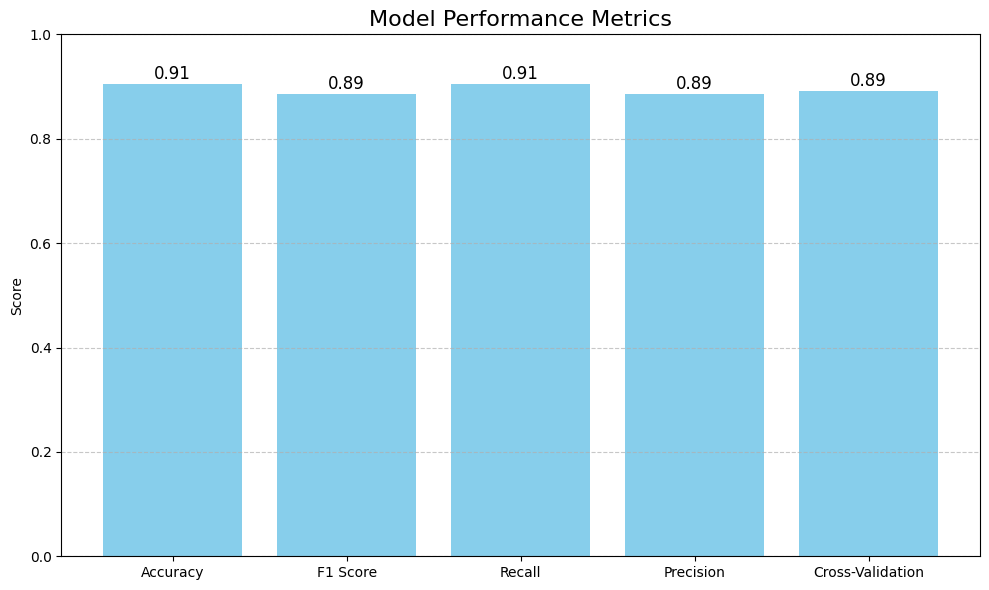 Model Performance Metrics
1.0
0.8
0.6
0.4
0.2
0.0
Score
0.91
0.89
0.91
0.89
0.89
Accuracy
F1 Score
Recall
Precision
Cross-Validation